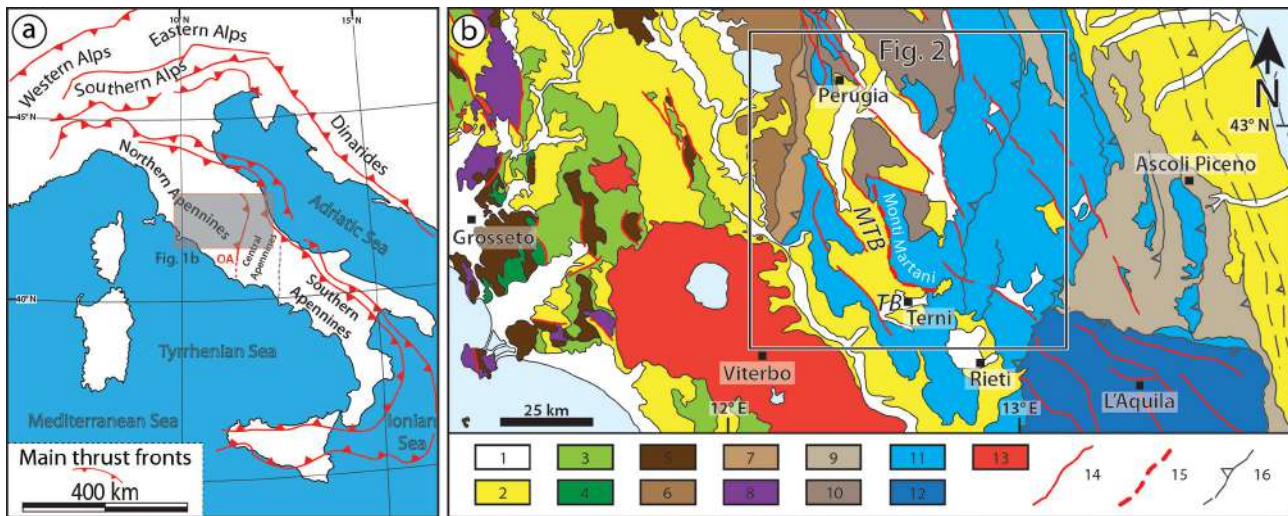 a
10°N
15°N
Western Alps
Eastern Alps
Southern Alps
45°N
Dinarides
Northern Apennines
Adriatic Sea
Fig. 1b
OA
Central
Apennines
Southern
Apennines
40°N
Tyrrhenian Sea
Mediterranean Sea
Ionian
Sea
Main thrust fronts
400 km
b
Fig. 2
N
Perugia
43° N
Ascoli Piceno
Grosseto
MTB
Monti Martani
TB
Terni
Viterbo
Rieti
L'Aquila
25 km
12° E
13° E
1
3
5
7
9
11
13
14
15
16
2
4
6
8
10
12